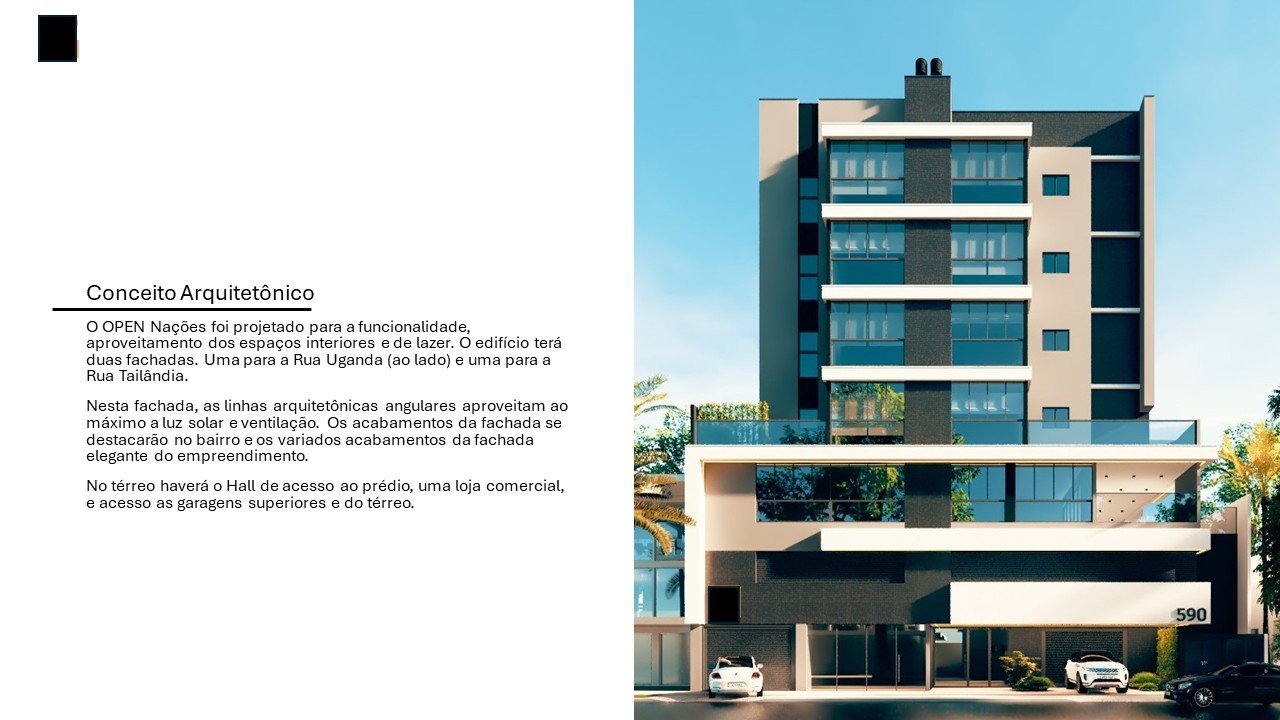 Conceito Arquitetônico
O OPEN Nações foi projetado para a funcionalidade,
aproveitamento dos espaços interiores e de lazer. O edifício terá
duas fachadas. Uma para a Rua Uganda (ao lado) e uma para a
Rua Tailândia.
Nesta fachada, as linhas arquitetônicas angulares aproveitam ao
máximo a luz solar e ventilação. Os acabamentos da fachada se
destacarão no bairro e os variados acabamentos da fachada
elegante do empreendimento.
No térreo haverá o Hall de acesso ao prédio, uma loja comercial,
e acesso as garagens superiores e do térreo.
590